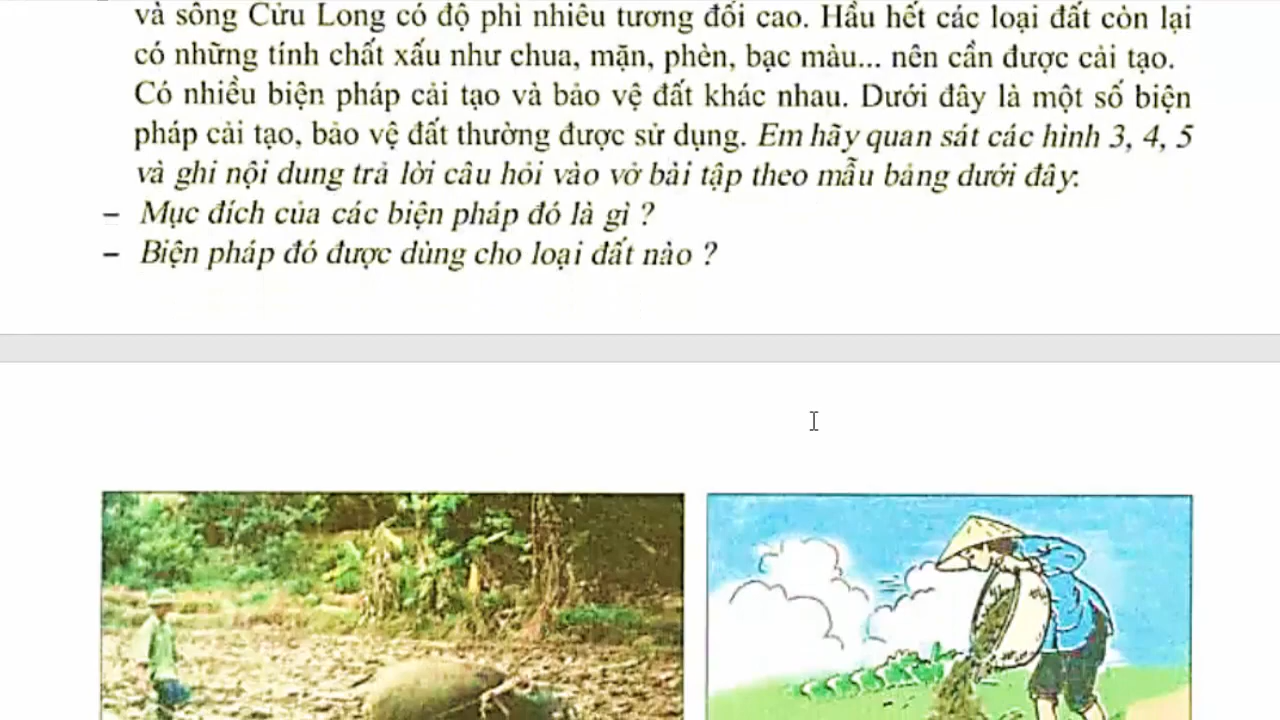 và sông Cửu Long có độ phì nhiêu tương đối cao. Hầu hết các loại đất còn lại
có những tính chất xấu như chua, mặn, phèn, bạc màu... nên cần được cải tạo.
Có nhiều biện pháp cải tạo và bảo vệ đất khác nhau. Dưới đây là một số biện
pháp cải tạo, bảo vệ đất thường được sử dụng. Em hãy quan sát các hình 3, 4, 5
và ghi nội dung trả lời câu hỏi vào vở bài tập theo mẫu bảng dưới đây:
– Mục đích của các biện pháp đó là gì ?
– Biện pháp đó được dùng cho loại đất nào ?